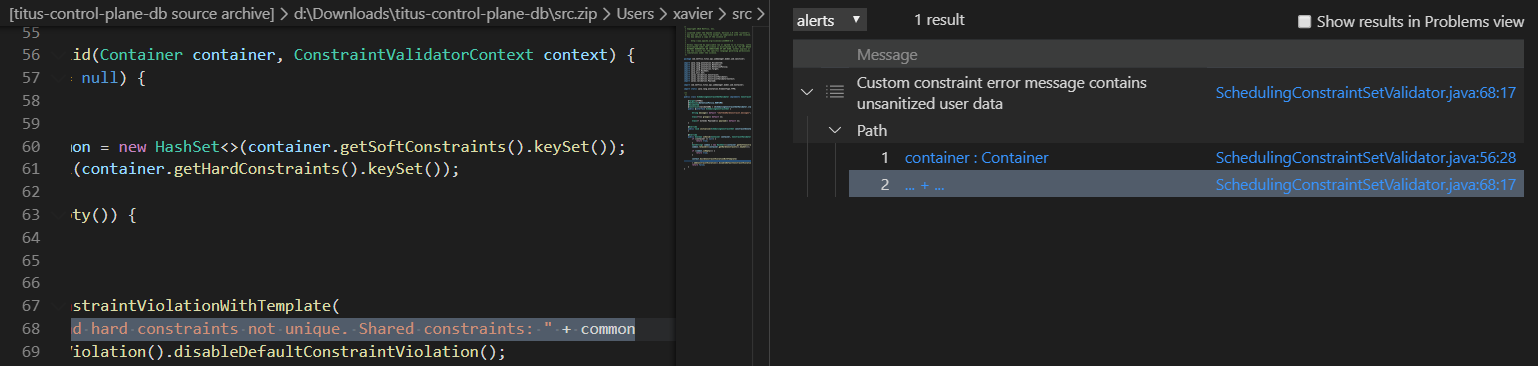 [titus-control-plane-db source archive] > d:\Downloads\titus-control-plane-db\src.zip > Users > xavier > src >
55
56 id(Container container, ConstraintValidatorContext context) {
57 null) {
58
59
60 on = new HashSet<>(container.getSoftConstraints().keySet());
61 (container.getHardConstraints().keySet());
62
63 ty()) {
64
65
66
67 straintViolationWithTemplate(
68 d hard constraints not unique. Shared constraints: " + common
69 iolation().disableDefaultConstraintViolation();
alerts 1 result Show results in Problems view
Message
Custom constraint error message contains
unsanitized user data SchedulingConstraintSetValidator.java:68:17
Path
1 container : Container SchedulingConstraintSetValidator.java:56:28
2 ... + ... SchedulingConstraintSetValidator.java:68:17